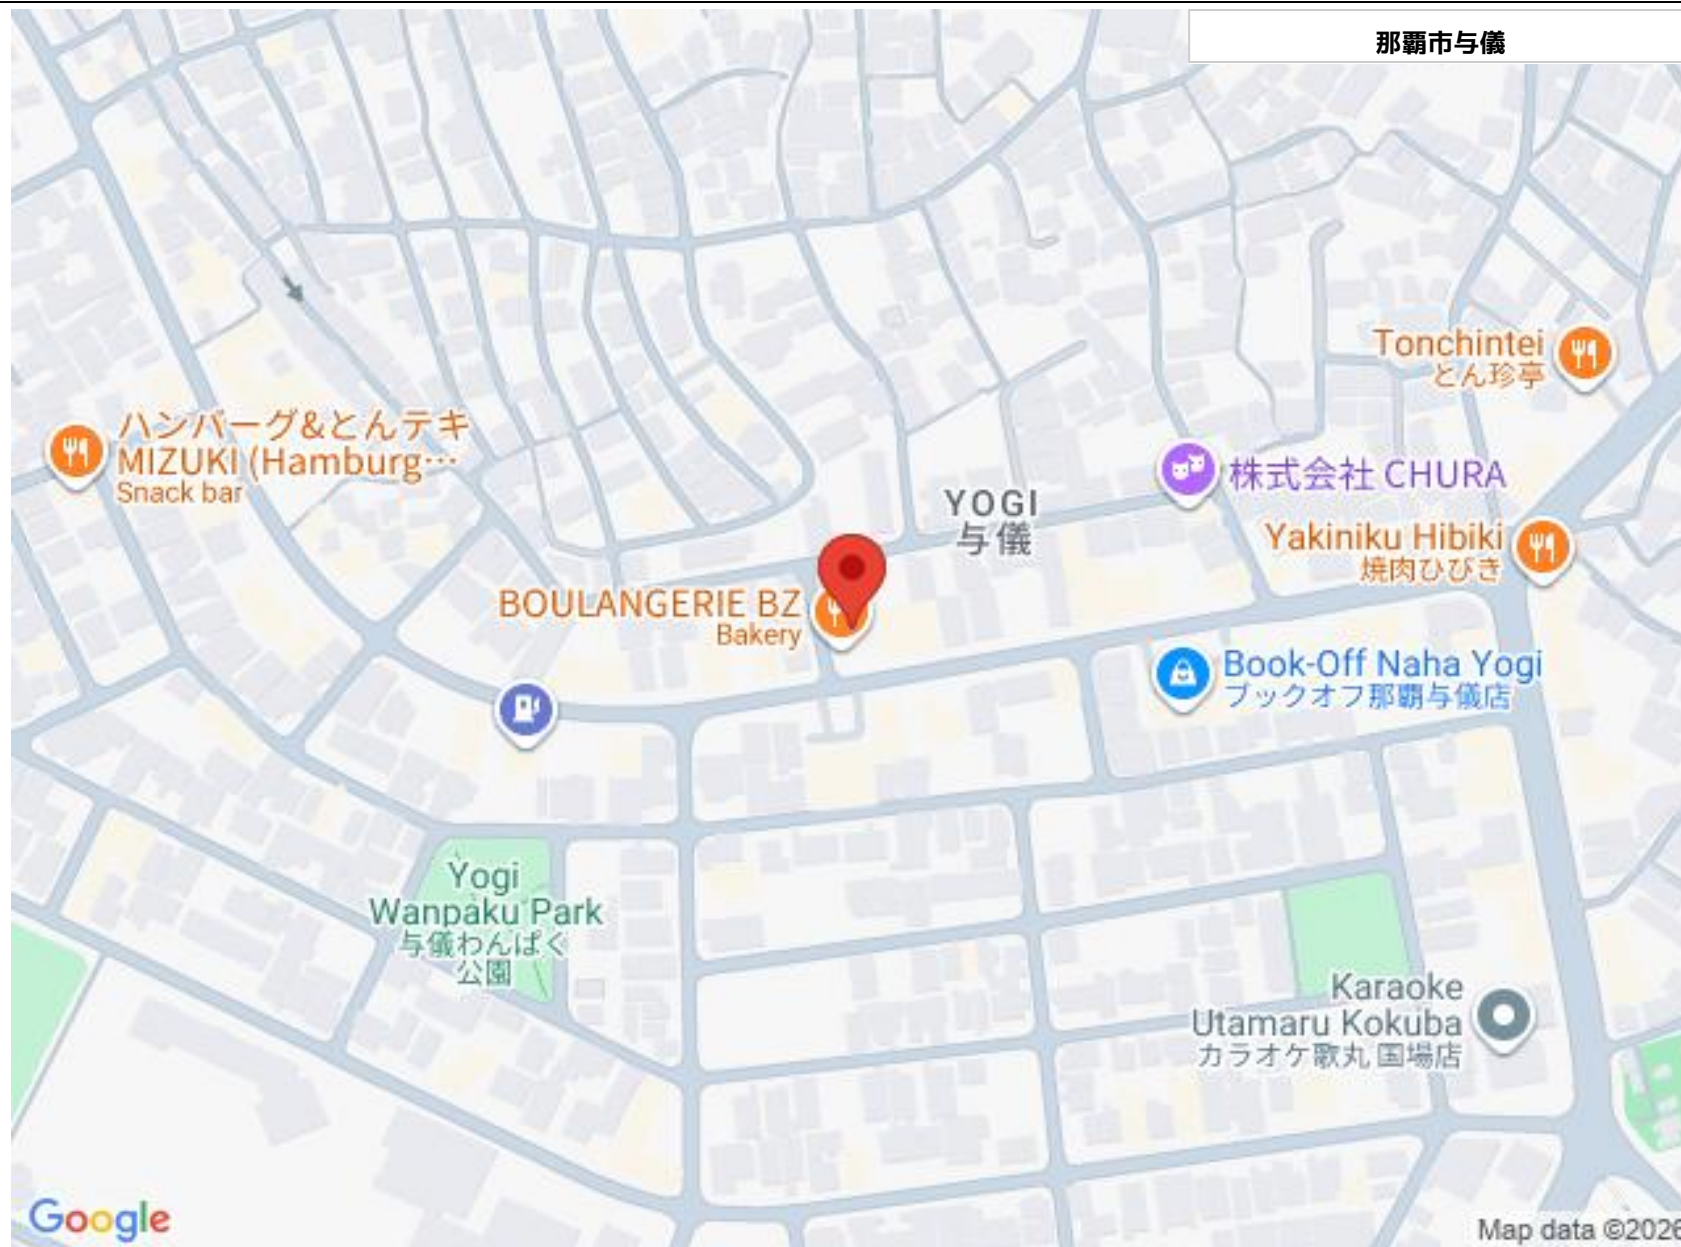 那覇市与儀
Tonchintei
とん珍亭
ハンバーグ&とんテキ
MIZUKI (Hamburg…
Snack bar
株式会社 CHURA
YOGI
与儀
Yakiniku Hibiki
焼肉ひびき
BOULANGERIE BZ
Bakery
Book-Off Naha Yogi
ブックオフ那覇与儀店
Yogi
Wanpaku Park
与儀わんぱく
公園
Karaoke
Utamaru Kokuba
カラオケ歌丸 国場店
Google
Map data ©2026